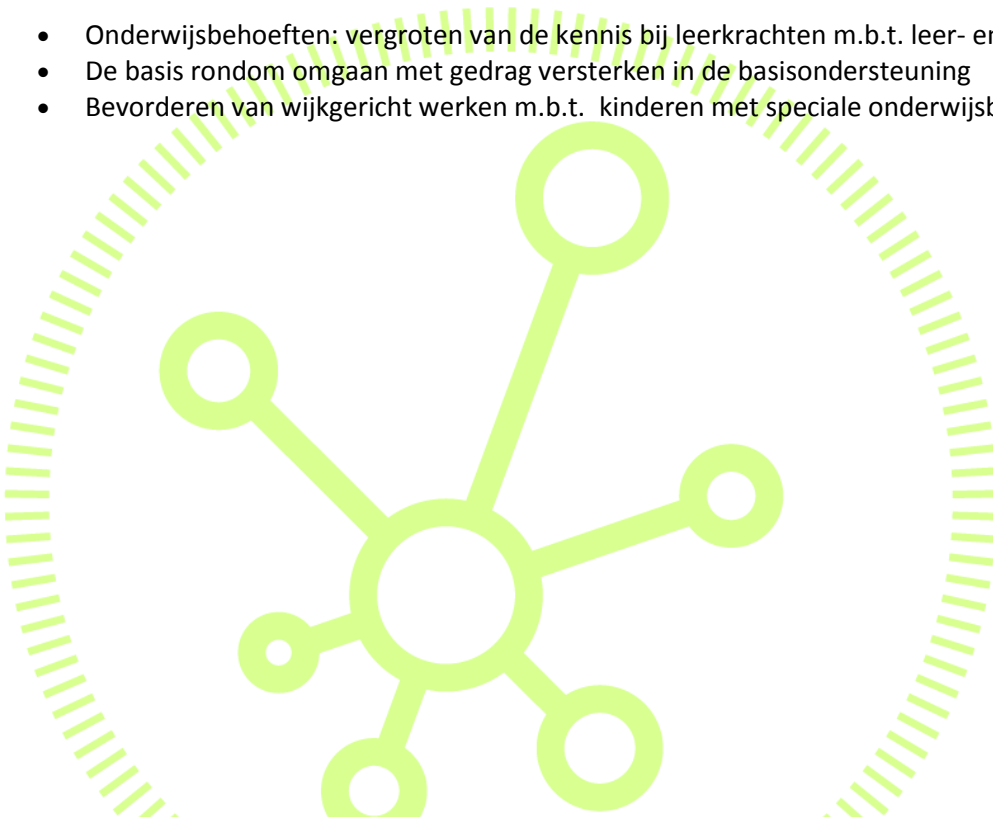 • Onderwijsbehoeften: vergroten van de kennis bij leerkrachten m.b.t. leer- en
• De basis rondom omgaan met gedrag versterken in de basisondersteuning
• Bevorderen van wijkgericht werken m.b.t. kinderen met speciale